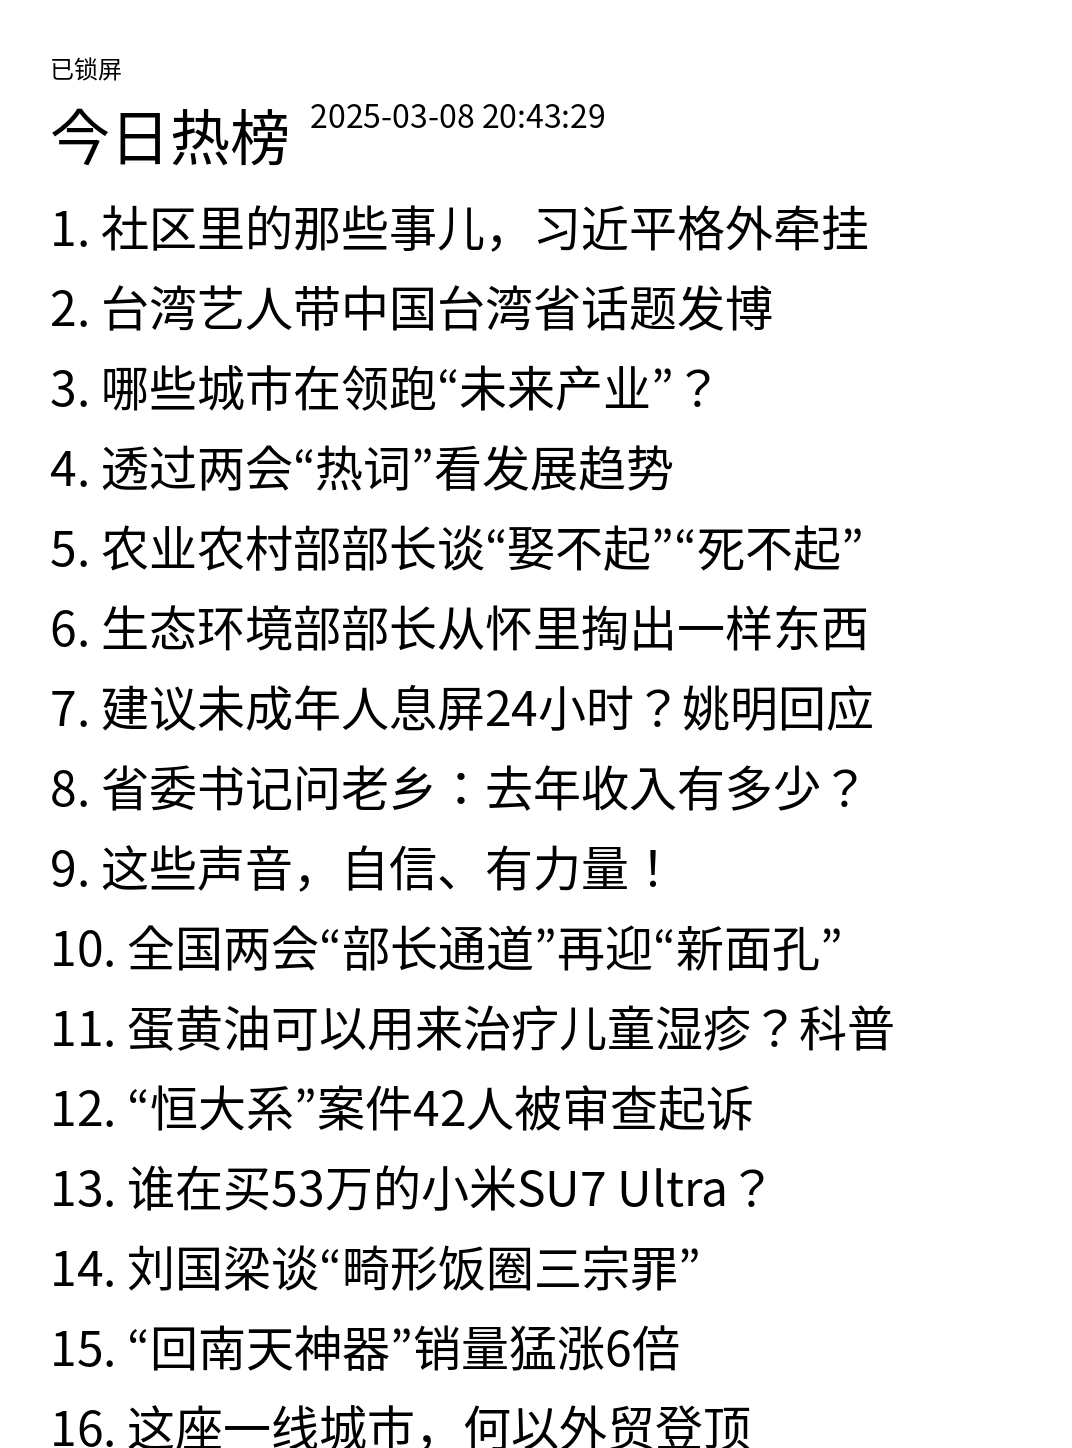 已锁屏
今日热榜 2025-03-08 20:43:29
1. 社区里的那些事儿，习近平格外牵挂
2. 台湾艺人带中国台湾省话题发博
3. 哪些城市在领跑“未来产业”？
4. 透过两会“热词”看发展趋势
5. 农业农村部部长谈“娶不起”“死不起”
6. 生态环境部部长从怀里掏出一样东西
7. 建议未成年人息屏24小时？姚明回应
8. 省委书记问老乡：去年收入有多少？
9. 这些声音，自信、有力量！
10. 全国两会“部长通道”再迎“新面孔”
11. 蛋黄油可以用来治疗儿童湿疹？科普
12. “恒大系”案件42人被审查起诉
13. 谁在买53万的小米SU7 Ultra？
14. 刘国梁谈“畸形饭圈三宗罪”
15. “回南天神器”销量猛涨6倍
16. 这座一线城市，何以外贸登顶